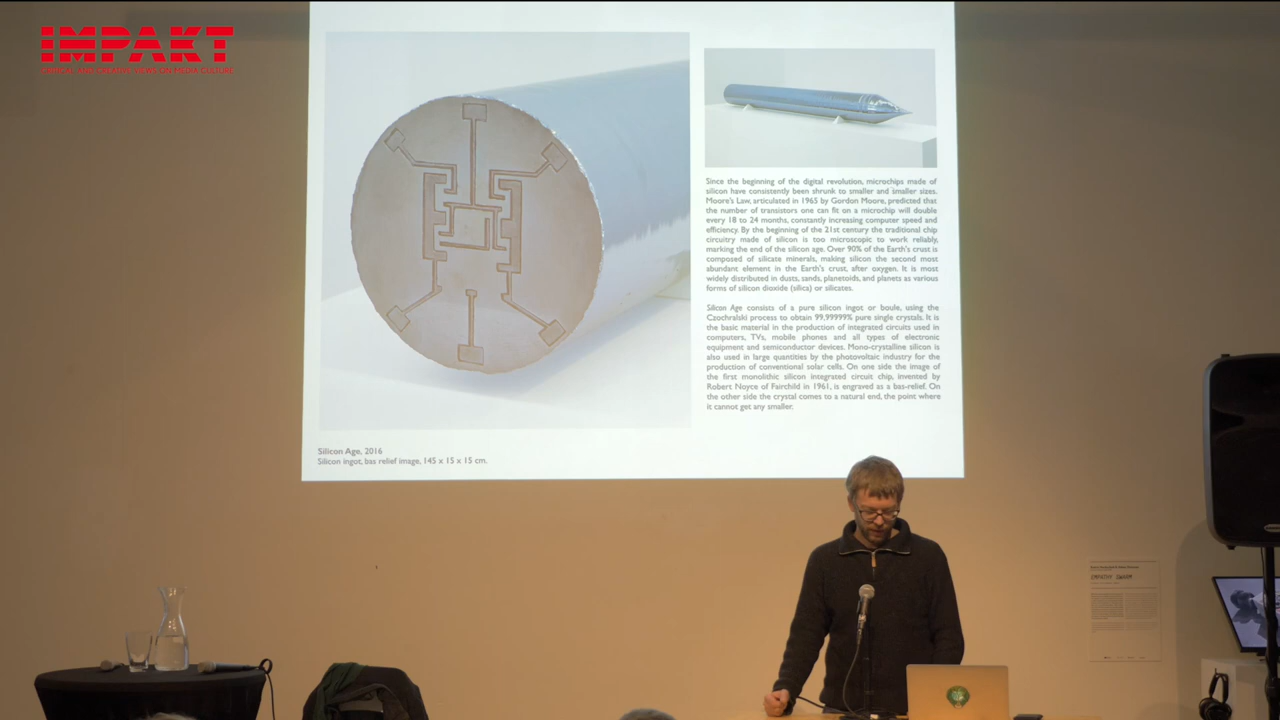 IMPAKT
CRITICAL AND CREATIVE VIEWS ON MEDIA CULTURE
Since the beginning of the digital revolution, microchips made of
silicon have consistently been shrunk to smaller and smaller sizes.
Moore's Law, articulated in 1965 by Gordon Moore, predicted that
the number of transistors one can fit on a microchip will double
every 18 to 24 months, constantly increasing computer speed and
efficiency. By the beginning of the 21st century the traditional chip
circuitry made of silicon is too microscopic to work reliably,
marking the end of the silicon age. Over 90% of the Earth's crust is
composed of silicate minerals, making silicon the second most
abundant element in the Earth's crust, after oxygen. It is most
widely distributed in dusts, sands, planetoids, and planets as various
forms of silicon dioxide (silica) or silicates.
Silicon Age consists of a pure silicon ingot or boule, using the
Czochralski process to obtain 99,99999% pure single crystals. It is
the basic material in the production of integrated circuits used in
computers, TVs, mobile phones and all types of electronic
equipment and semiconductor devices. Mono-crystalline silicon is
also used in large quantities by the photovoltaic industry for the
production of conventional solar cells. On one side the image of
the first monolithic silicon integrated circuit chip, invented by
Robert Noyce of Fairchild in 1961, is engraved as a bas-relief. On
the other side the crystal comes to a natural end, the point where
it cannot get any smaller.
Silicon Age, 2016
Silicon ingot, bas relief image, 145 x 15 x 15 cm.
EMPATHY SWARM